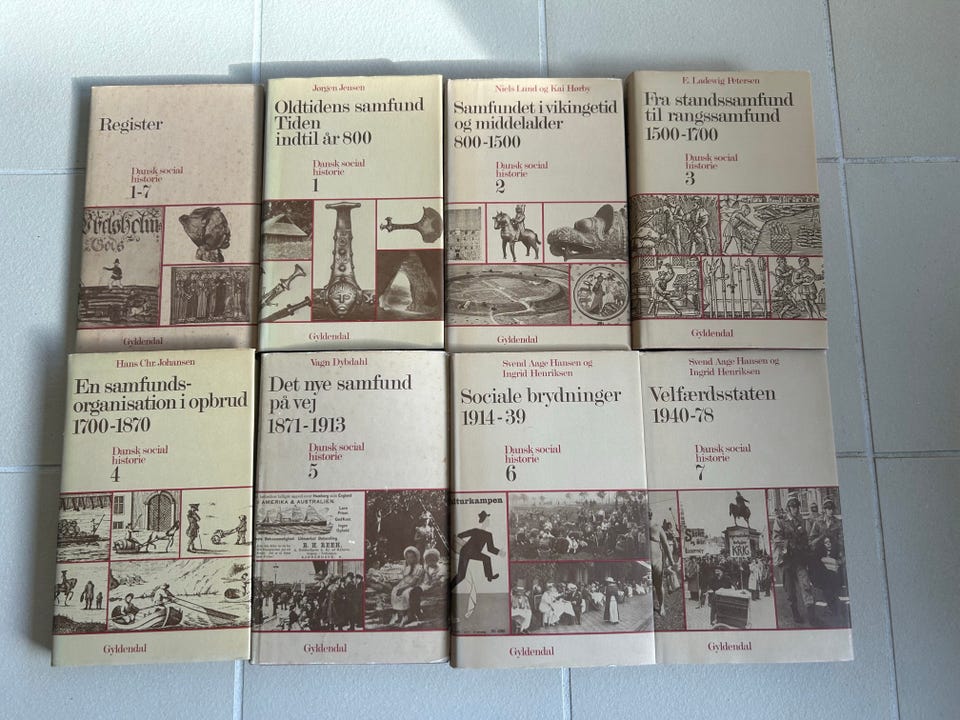 Register
Dansk social
historie
1-7
Gyldendal
Jørgen Jensen
Oldtidens samfund
Tiden
indtil år 800
Dansk social
historie
1
Gyldendal
Niels Lund og Kai Hørby
Samfundet i vikingetid
og middelalder
800-1500
Dansk social
historie
2
Gyldendal
E. Ladewig Petersen
Fra standssamfund
til rangssamfund
1500-1700
Dansk social
historie
3
Gyldendal
Hans Chr. Johansen
En samfunds-
organisation i opbrud
1700-1870
Dansk social
historie
4
Gyldendal
Vagn Dybdahl
Det nye samfund
på vej
1871-1913
Dansk social
historie
5
AMERIKA & AUSTRALIEN.
Gyldendal
Svend Aage Hansen og
Ingrid Henriksen
Sociale brydninger
1914-39
Dansk social
historie
6
Gyldendal
Svend Aage Hansen og
Ingrid Henriksen
Velfærdsstaten
1940-78
Dansk social
historie
7
KRIG
Gyldendal